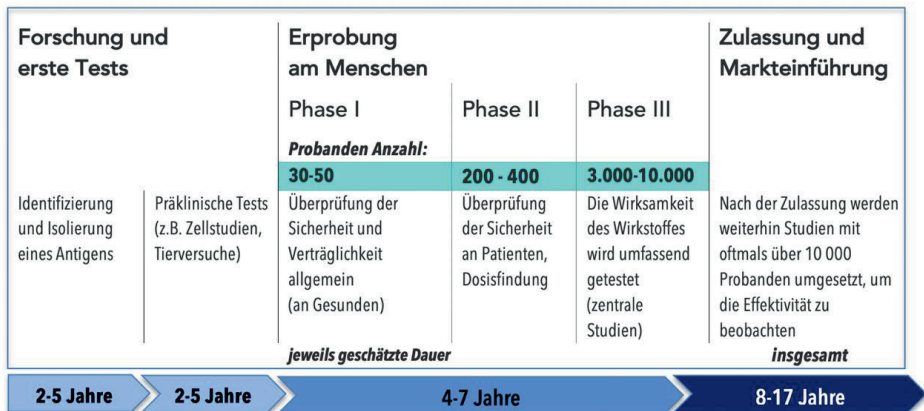 Forschung und
erste Tests
Erprobung
am Menschen
Zulassung und
Markteinführung
Phase I
Phase II
Phase III
Probanden Anzahl:
30-50
200 - 400
3.000-10.000
Identifizierung
und Isolierung
eines Antigens
Präklinische Tests
(z.B. Zellstudien,
Tierversuche)
Überprüfung der
Sicherheit und
Verträglichkeit
allgemein
(an Gesunden)
Überprüfung
der Sicherheit
an Patienten,
Dosisfindung
Die Wirksamkeit
des Wirkstoffes
wird umfassend
getestet
(zentrale
Studien)
Nach der Zulassung werden
weiterhin Studien mit
oftmals über 10 000
Probanden umgesetzt, um
die Effektivität zu
beobachten
jeweils geschätzte Dauer
insgesamt
2-5 Jahre
2-5 Jahre
4-7 Jahre
8-17 Jahre